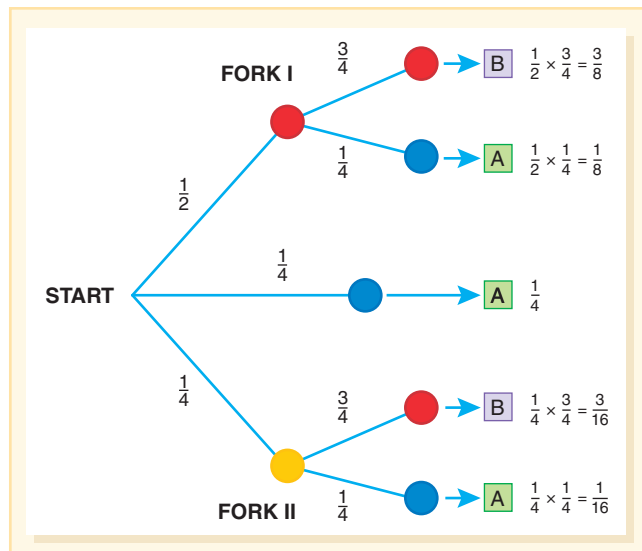 FORK I
3/4
B 1/2 × 3/4 = 3/8
1/4
A 1/2 × 1/4 = 1/8
1/2
1/4
START
A 1/4
1/4
3/4
B 1/4 × 3/4 = 3/16
FORK II
1/4
A 1/4 × 1/4 = 1/16